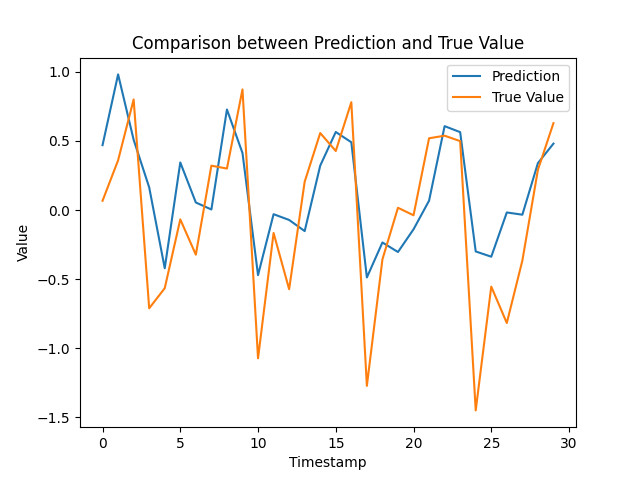 Comparison between Prediction and True Value
Prediction
True Value
1.0
0.5
0.0
−0.5
−1.0
−1.5
Value
0 5 10 15 20 25 30
Timestamp